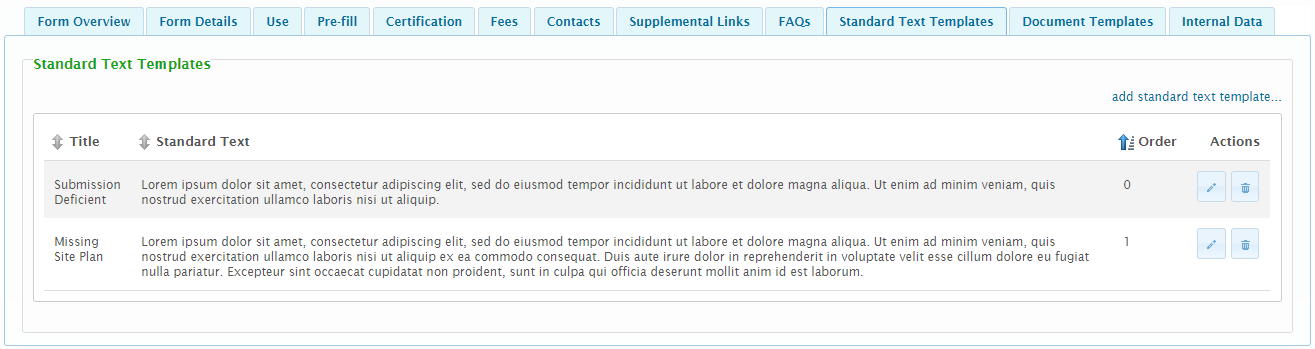 Form Overview Form Details Use Pre-fill Certification Fees Contacts Supplemental Links FAQs Standard Text Templates Document Templates Internal Data
Standard Text Templates
add standard text template...
Title Standard Text Order Actions
Submission Deficient
Lorem ipsum dolor sit amet, consectetur adipiscing elit, sed do eiusmod tempor incididunt ut labore et dolore magna aliqua. Ut enim ad minim veniam, quis
nostrud exercitation ullamco laboris nisi ut aliquip.
0
Missing Site Plan
Lorem ipsum dolor sit amet, consectetur adipiscing elit, sed do eiusmod tempor incididunt ut labore et dolore magna aliqua. Ut enim ad minim veniam, quis
nostrud exercitation ullamco laboris nisi ut aliquip ex ea commodo consequat. Duis aute irure dolor in reprehenderit in voluptate velit esse cillum dolore eu fugiat
nulla pariatur. Excepteur sint occaecat cupidatat non proident, sunt in culpa qui officia deserunt mollit anim id est laborum.
1